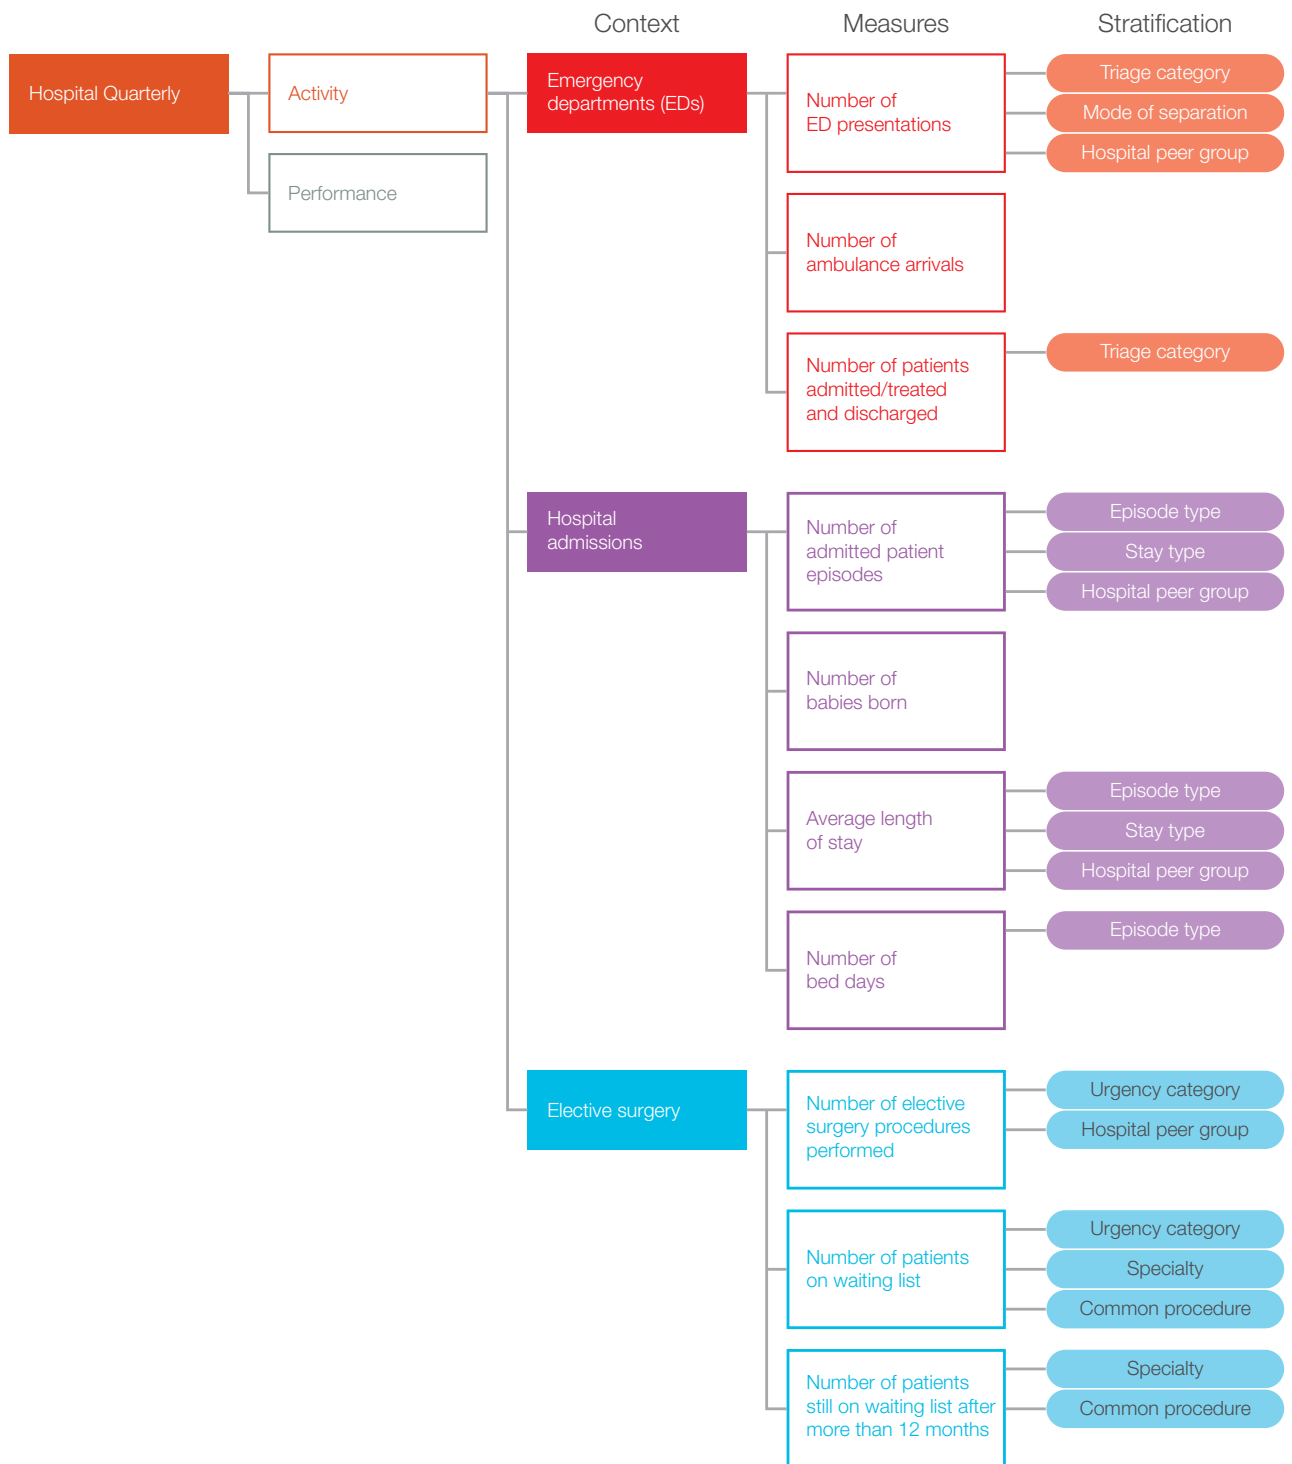 Context
Measures
Stratification
Hospital Quarterly
Activity
Performance
Emergency
departments (EDs)
Number of
ED presentations
Triage category
Mode of separation
Hospital peer group
Number of
ambulance arrivals
Number of patients
admitted/treated
and discharged
Triage category
Hospital
admissions
Number of
admitted patient
episodes
Episode type
Stay type
Hospital peer group
Number of
babies born
Average length
of stay
Episode type
Stay type
Hospital peer group
Number of
bed days
Episode type
Elective surgery
Number of elective
surgery procedures
performed
Urgency category
Hospital peer group
Number of patients
on waiting list
Urgency category
Specialty
Common procedure
Number of patients
still on waiting list after
more than 12 months
Specialty
Common procedure